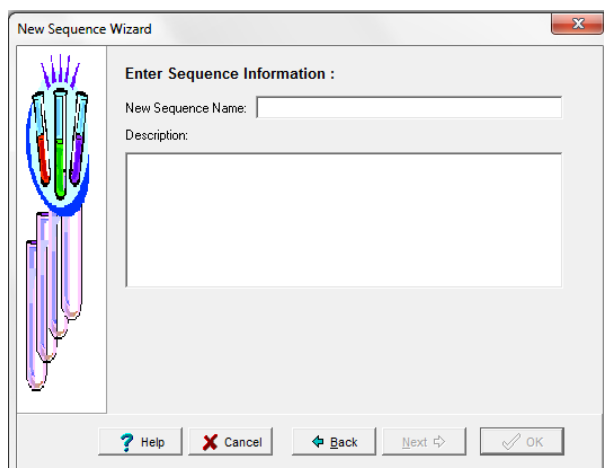 New Sequence Wizard
Enter Sequence Information :
New Sequence Name:
Description:
? Help
Cancel
Back
Next
OK